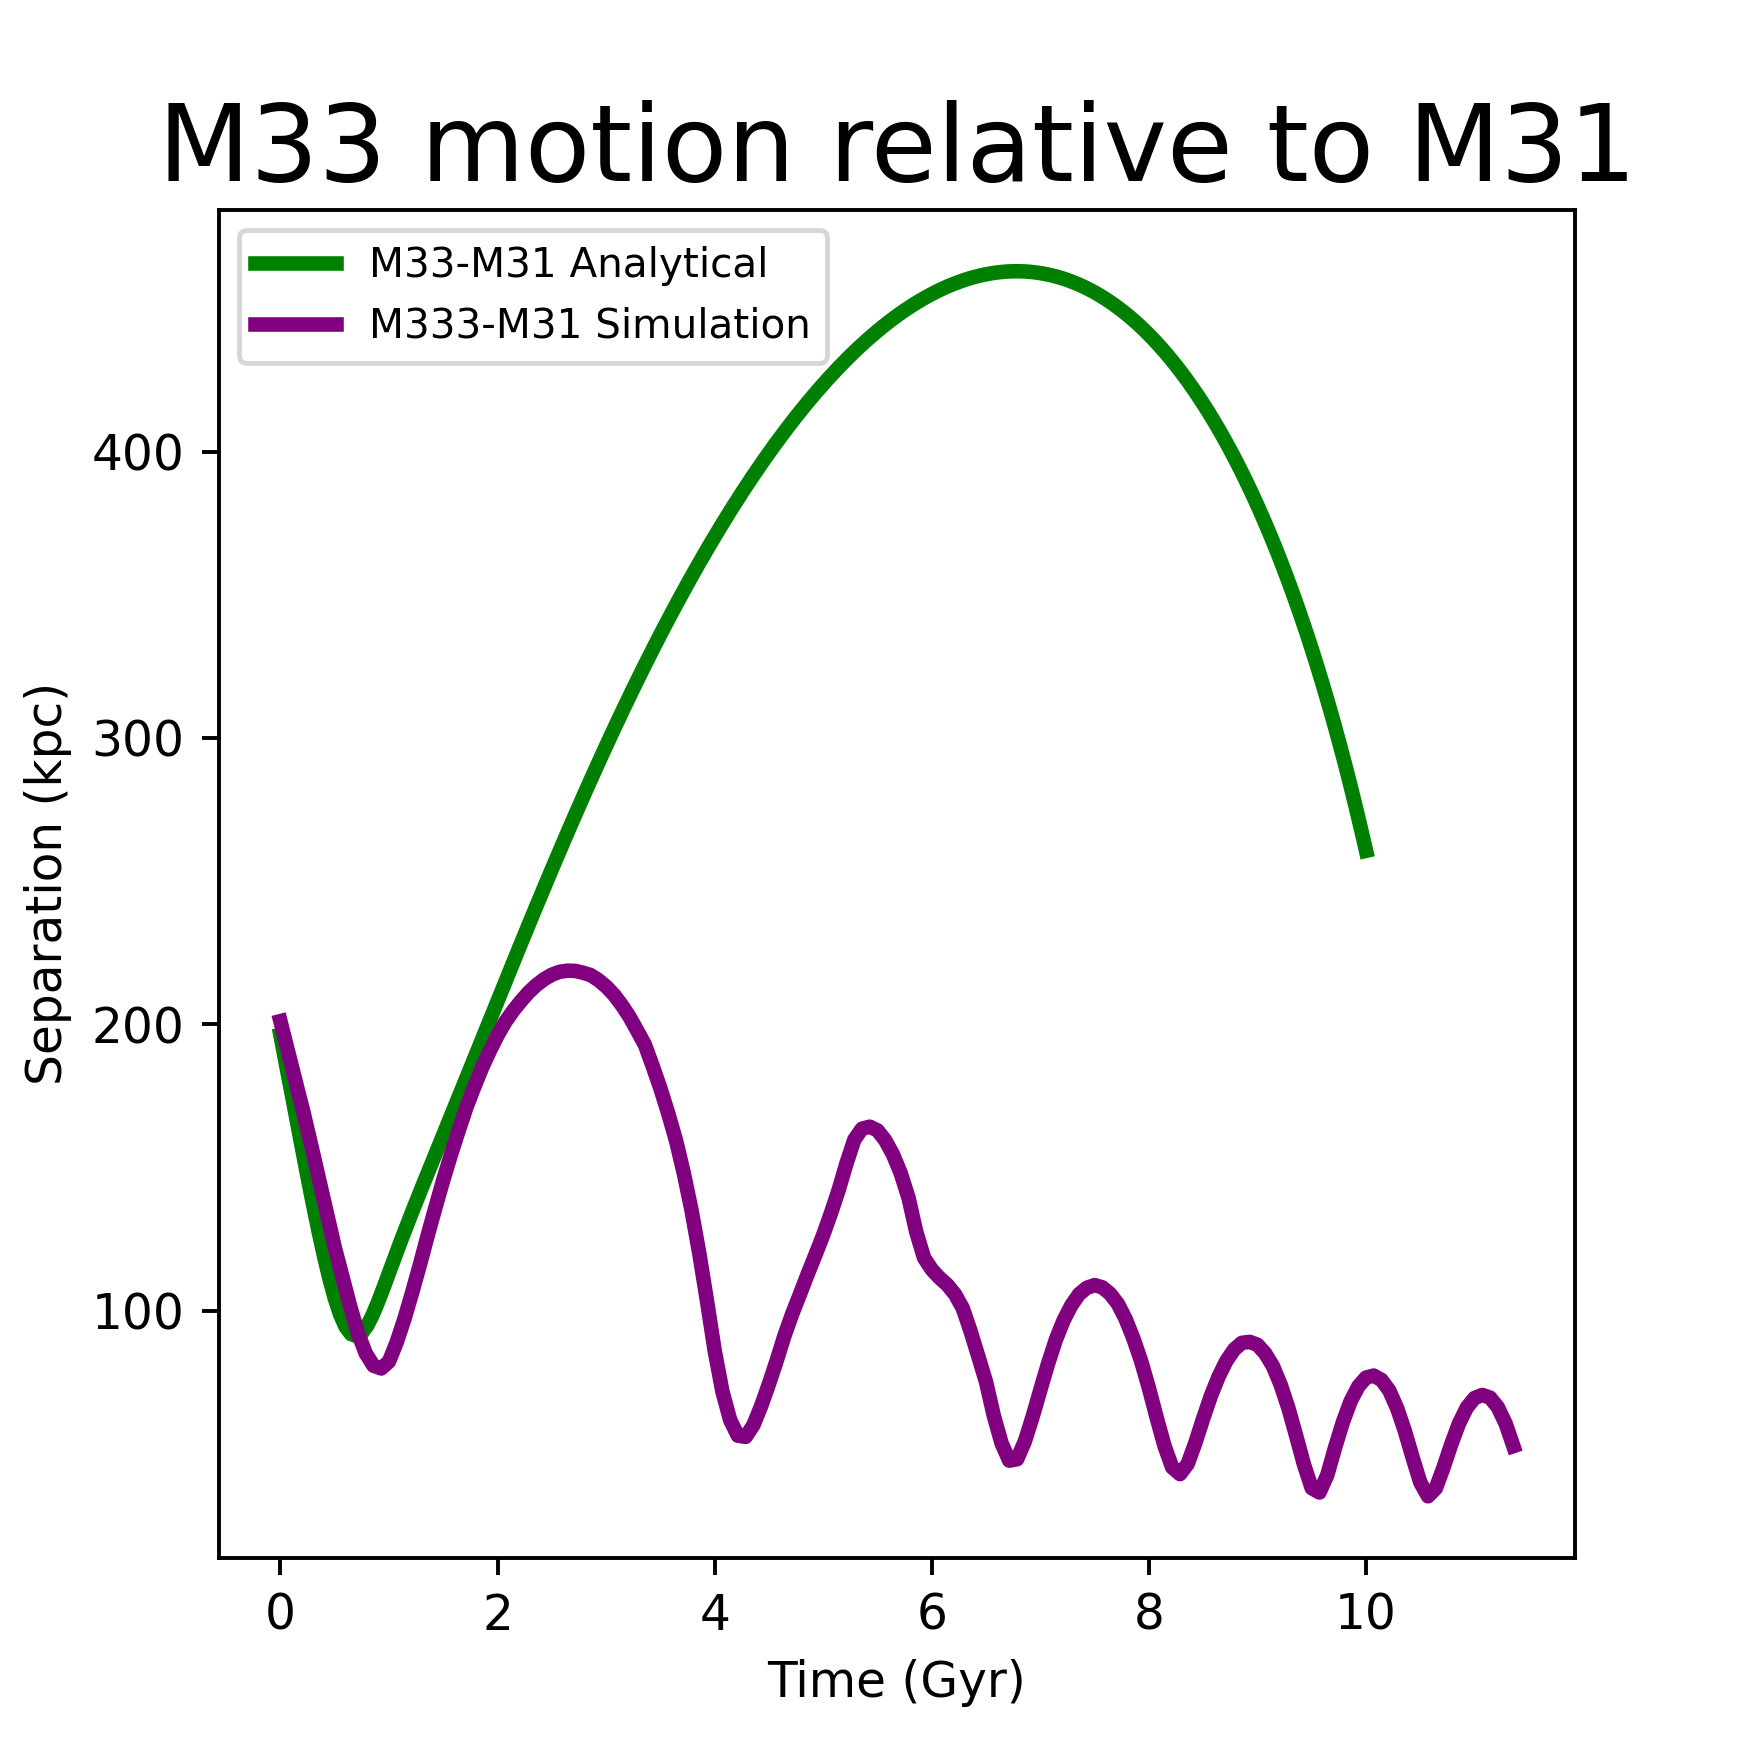 M33 motion relative to M31
M33-M31 Analytical
M333-M31 Simulation
400
300
200
100
Separation (kpc)
0 2 4 6 8 10
Time (Gyr)